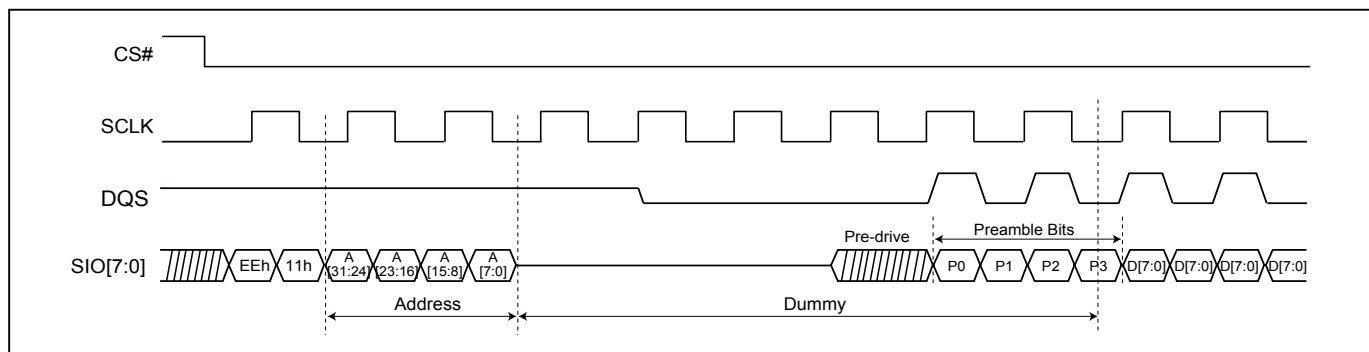 CS#
SCLK
DQS
Pre-drive
Preamble Bits
SIO[7:0]
EEh
11h
A
[31:24]
A
[23:16]
A
[15:8]
A
[7:0]
P0
P1
P2
P3
D[7:0]
D[7:0]
D[7:0]
D[7:0]
Address
Dummy